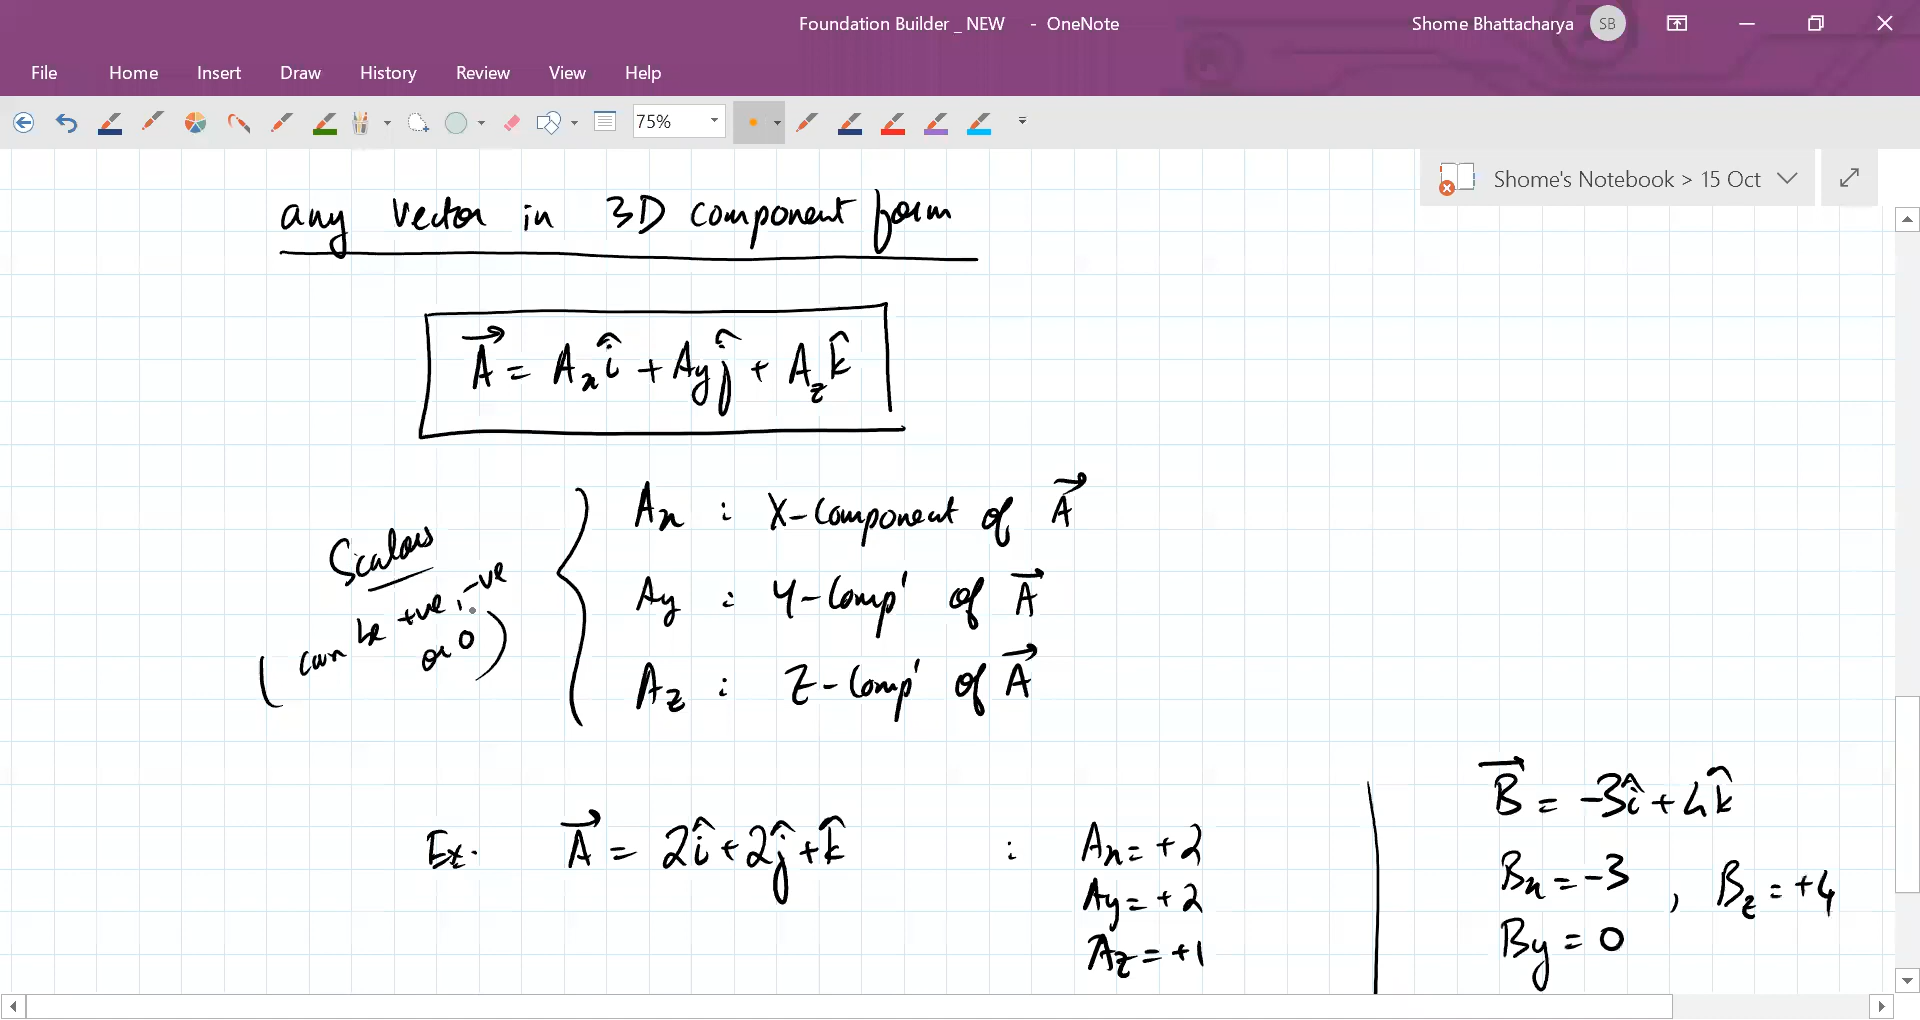 Foundation Builder _ NEW - OneNote
Shome Bhattacharya SB
File Home Insert Draw History Review View Help
75%
Shome's Notebook > 15 Oct
any vector in 3D component form
A⃗ = Aₓî + Ayĵ + A_z k̂
Scalars
(can be +ve, -ve
or 0)
Ax : X-component of A⃗
Ay : Y-Comp' of A⃗
Az : Z-Comp' of A⃗
Ex. A⃗ = 2î + 2ĵ + k̂ :
Ax = +2
Ay = +2
Az = +1
B⃗ = -3î + 4k̂
Bx = -3 , Bz = +4
By = 0